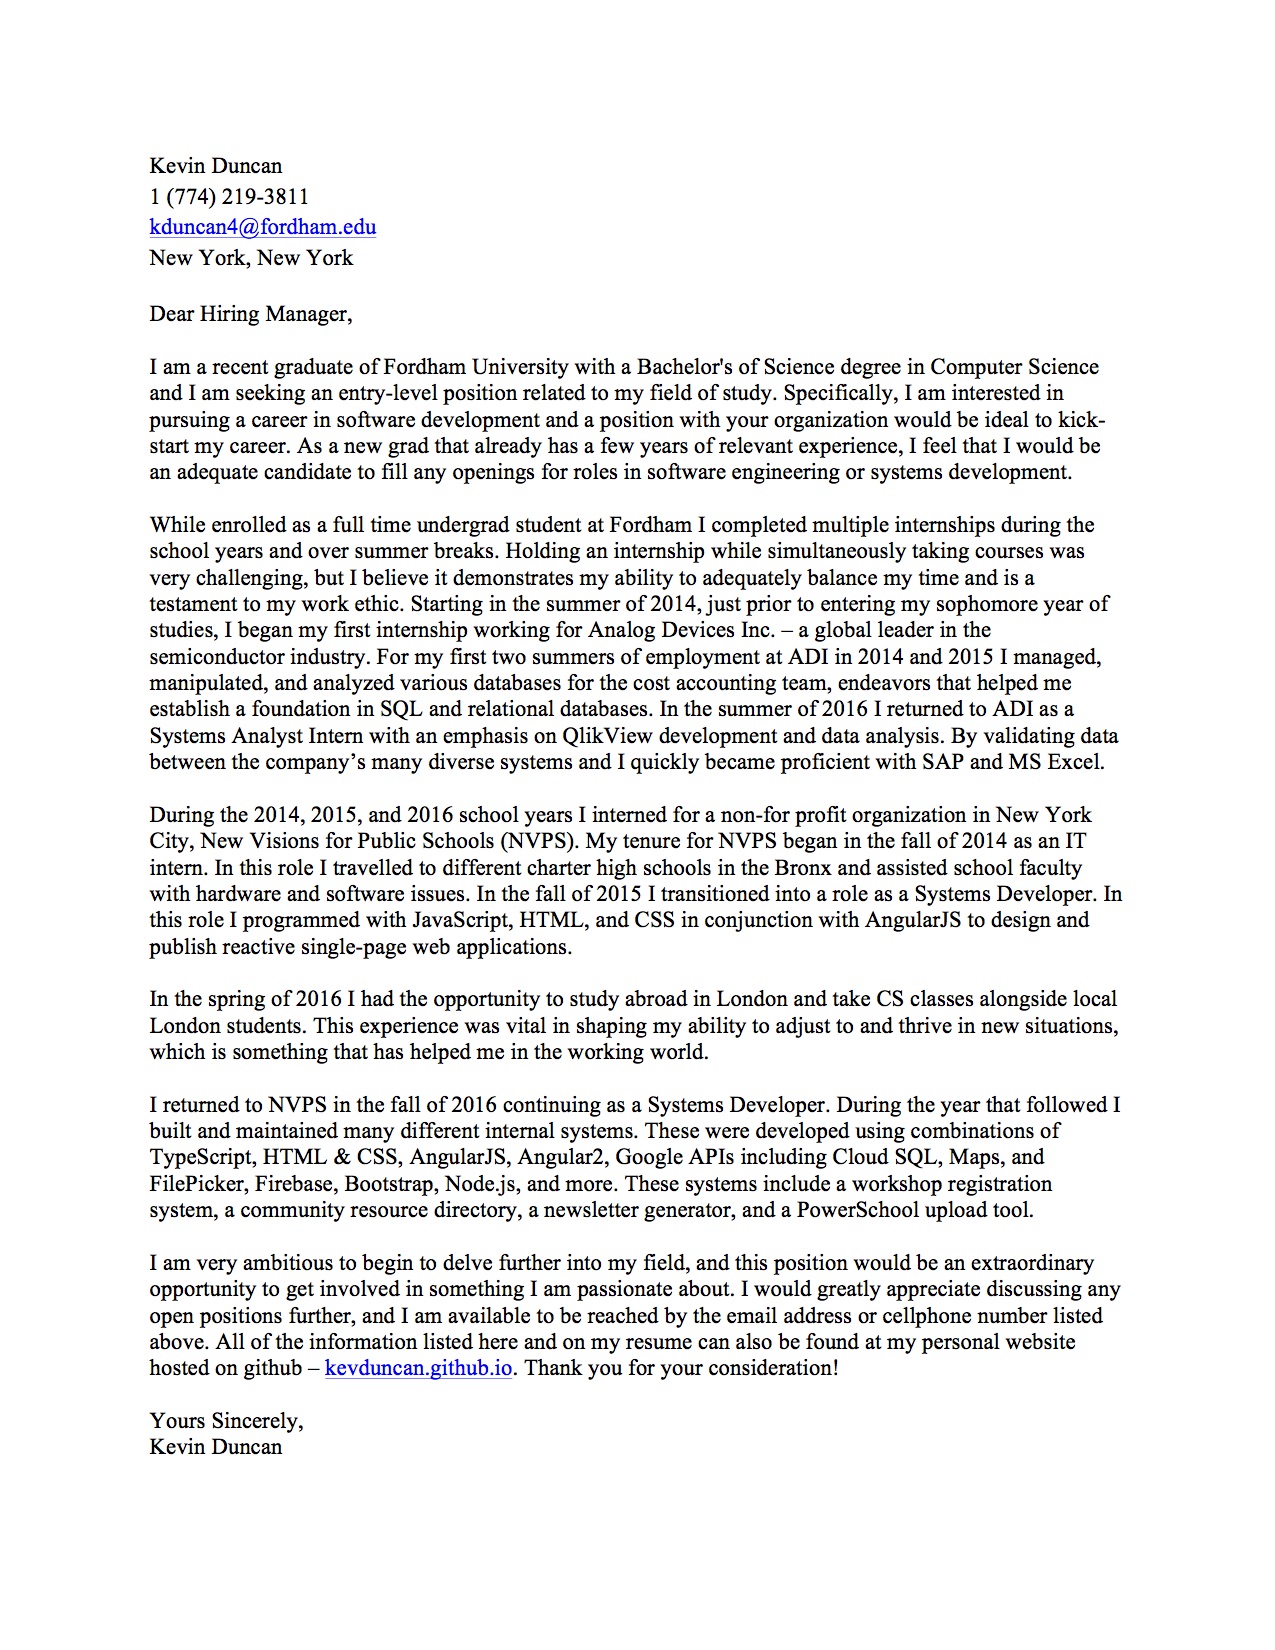 Kevin Duncan
1 (774) 219-3811
kduncan4@fordham.edu
New York, New York
Dear Hiring Manager,
I am a recent graduate of Fordham University with a Bachelor's of Science degree in Computer Science
and I am seeking an entry-level position related to my field of study. Specifically, I am interested in
pursuing a career in software development and a position with your organization would be ideal to kick-
start my career. As a new grad that already has a few years of relevant experience, I feel that I would be
an adequate candidate to fill any openings for roles in software engineering or systems development.
While enrolled as a full time undergrad student at Fordham I completed multiple internships during the
school years and over summer breaks. Holding an internship while simultaneously taking courses was
very challenging, but I believe it demonstrates my ability to adequately balance my time and is a
testament to my work ethic. Starting in the summer of 2014, just prior to entering my sophomore year of
studies, I began my first internship working for Analog Devices Inc. – a global leader in the
semiconductor industry. For my first two summers of employment at ADI in 2014 and 2015 I managed,
manipulated, and analyzed various databases for the cost accounting team, endeavors that helped me
establish a foundation in SQL and relational databases. In the summer of 2016 I returned to ADI as a
Systems Analyst Intern with an emphasis on QlikView development and data analysis. By validating data
between the company’s many diverse systems and I quickly became proficient with SAP and MS Excel.
During the 2014, 2015, and 2016 school years I interned for a non-for profit organization in New York
City, New Visions for Public Schools (NVPS). My tenure for NVPS began in the fall of 2014 as an IT
intern. In this role I travelled to different charter high schools in the Bronx and assisted school faculty
with hardware and software issues. In the fall of 2015 I transitioned into a role as a Systems Developer. In
this role I programmed with JavaScript, HTML, and CSS in conjunction with AngularJS to design and
publish reactive single-page web applications.
In the spring of 2016 I had the opportunity to study abroad in London and take CS classes alongside local
London students. This experience was vital in shaping my ability to adjust to and thrive in new situations,
which is something that has helped me in the working world.
I returned to NVPS in the fall of 2016 continuing as a Systems Developer. During the year that followed I
built and maintained many different internal systems. These were developed using combinations of
TypeScript, HTML & CSS, AngularJS, Angular2, Google APIs including Cloud SQL, Maps, and
FilePicker, Firebase, Bootstrap, Node.js, and more. These systems include a workshop registration
system, a community resource directory, a newsletter generator, and a PowerSchool upload tool.
I am very ambitious to begin to delve further into my field, and this position would be an extraordinary
opportunity to get involved in something I am passionate about. I would greatly appreciate discussing any
open positions further, and I am available to be reached by the email address or cellphone number listed
above. All of the information listed here and on my resume can also be found at my personal website
hosted on github – kevduncan.github.io. Thank you for your consideration!
Yours Sincerely,
Kevin Duncan